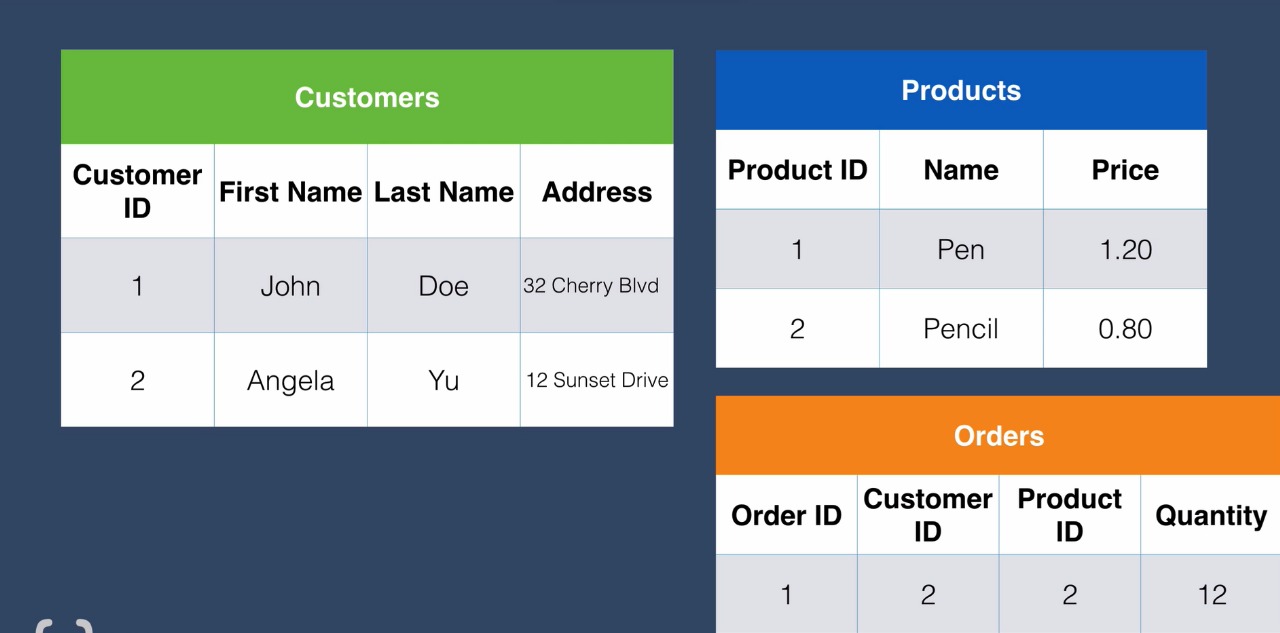 Customers
Customer ID First Name Last Name Address
1 John Doe 32 Cherry Blvd
2 Angela Yu 12 Sunset Drive
Products
Product ID Name Price
1 Pen 1.20
2 Pencil 0.80
Orders
Order ID Customer ID Product ID Quantity
1 2 2 12